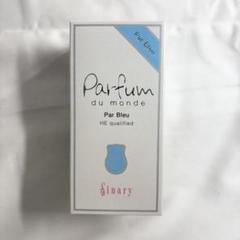 Par Bleu
Parfum
du monde
Par Bleu
HE qualified
Sinary